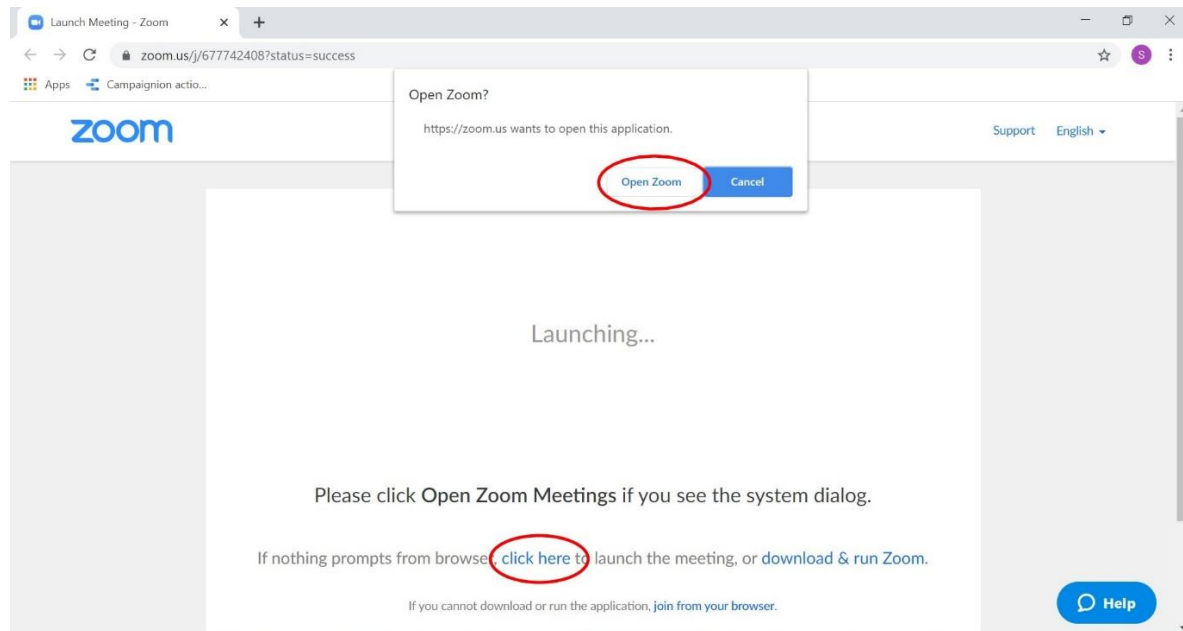 Launch Meeting - Zoom
zoom.us/j/677742408?status=success
S
Apps Campaignion actio...
Open Zoom?
https://zoom.us wants to open this application.
Open Zoom Cancel
zoom
Support English
Launching...
Please click Open Zoom Meetings if you see the system dialog.
If nothing prompts from browser, click here to launch the meeting, or download & run Zoom.
If you cannot download or run the application, join from your browser.
Help